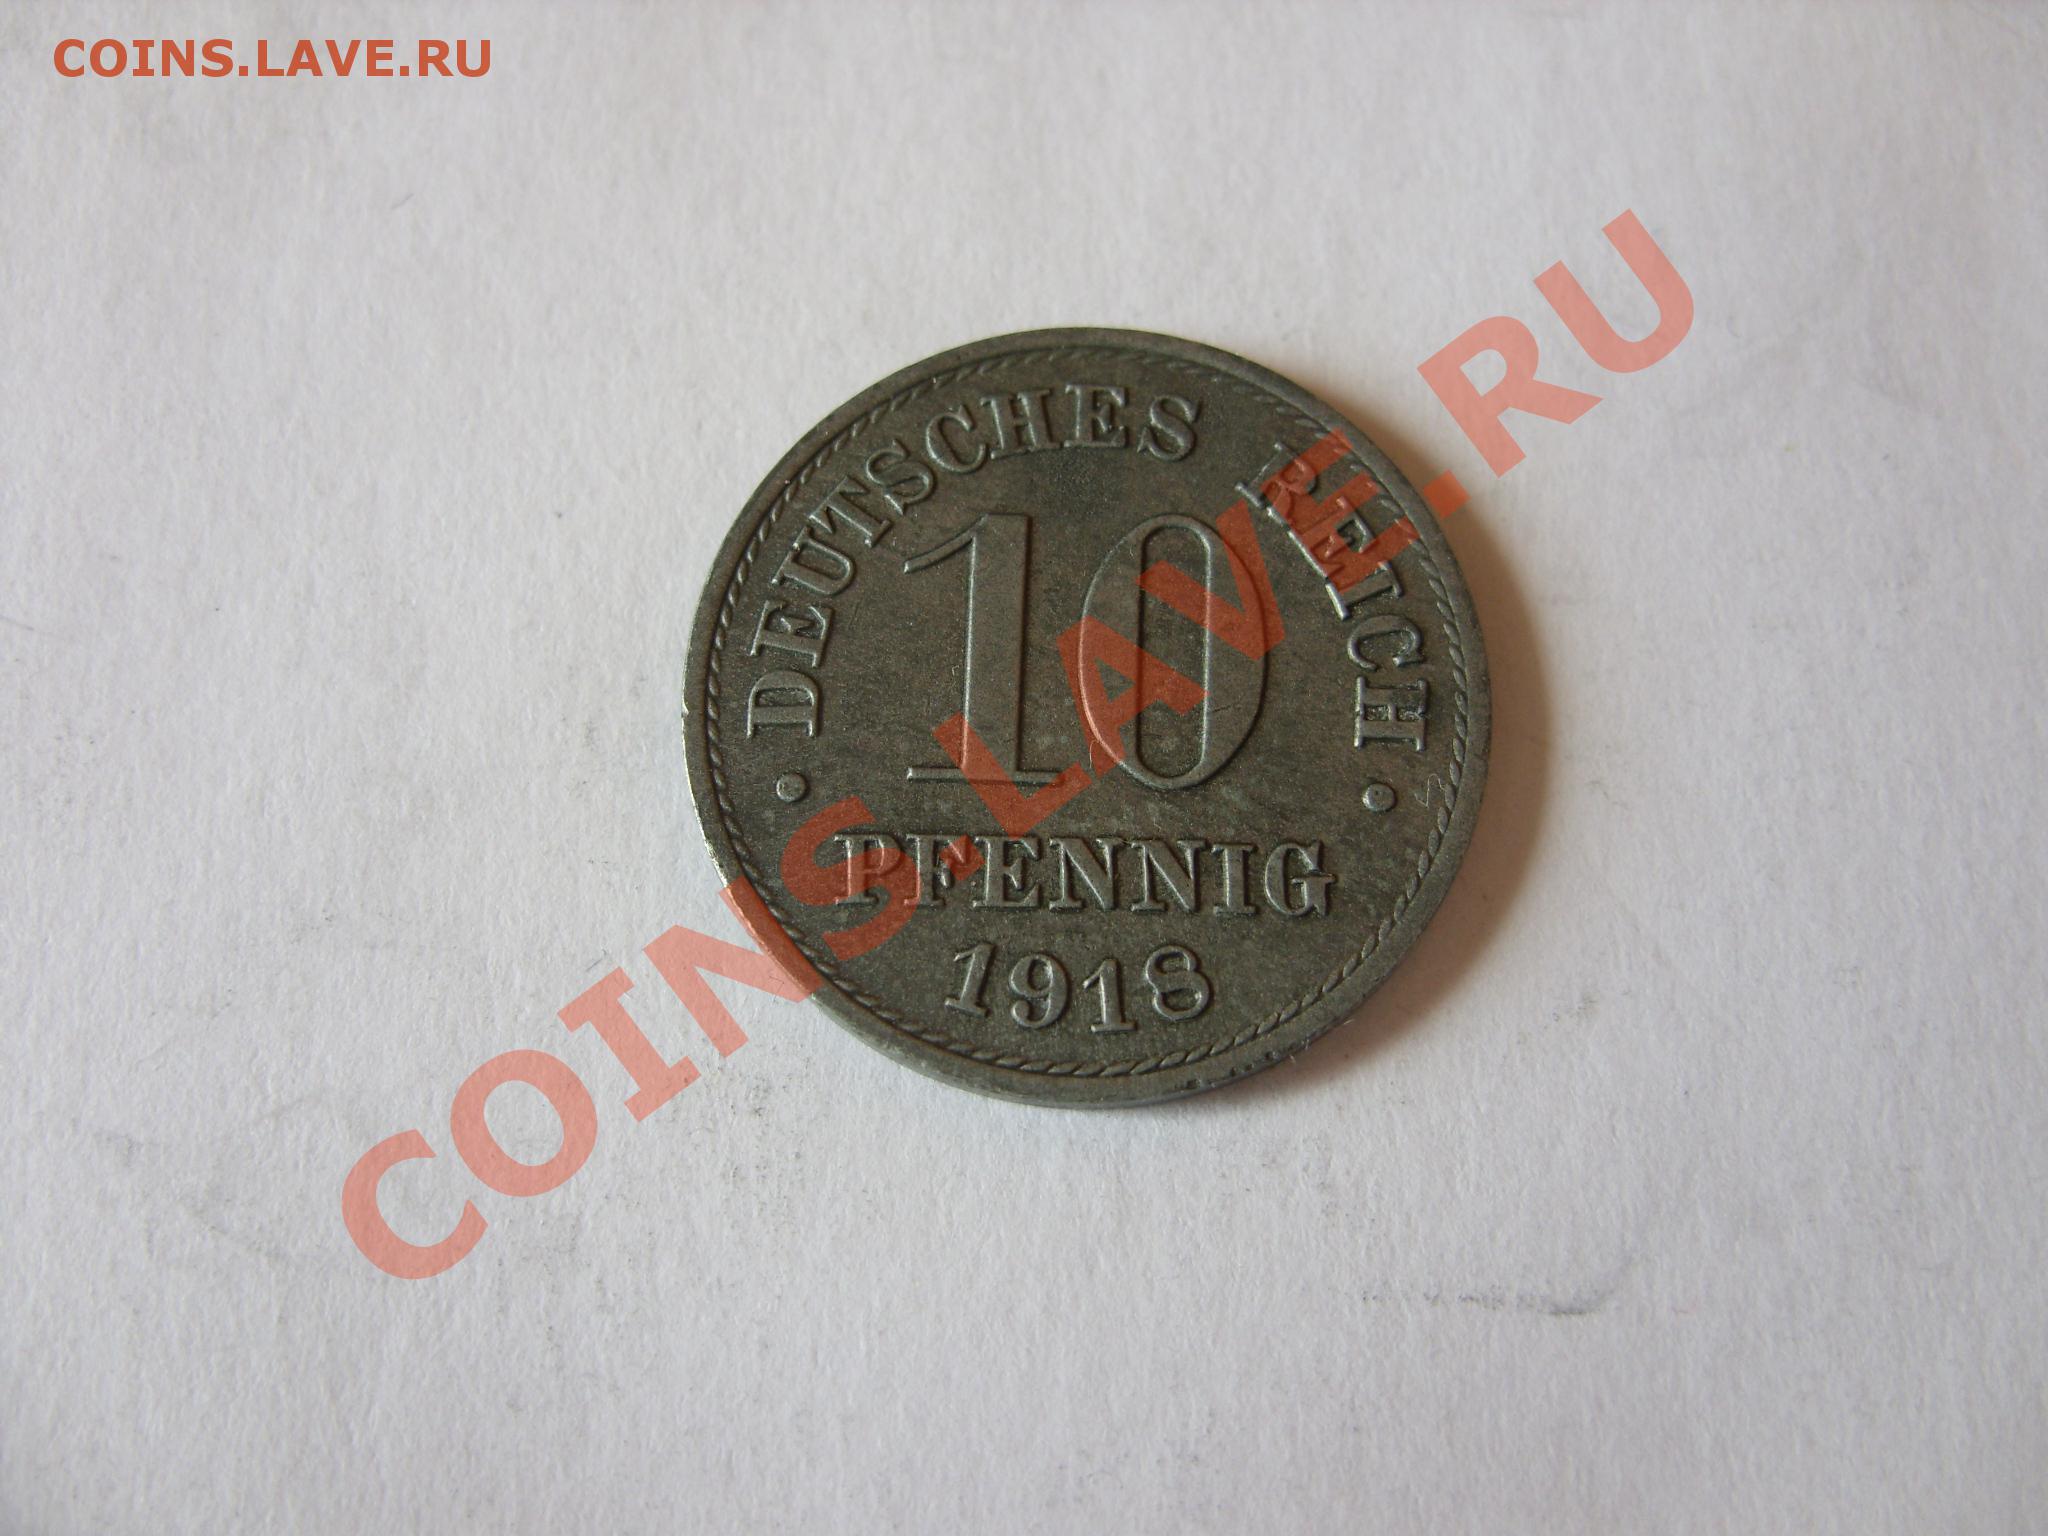 COINS.LAVE.RU
DEUTSCHES REICH
10
PFENNIG
1918
COINS.LAVE.RU